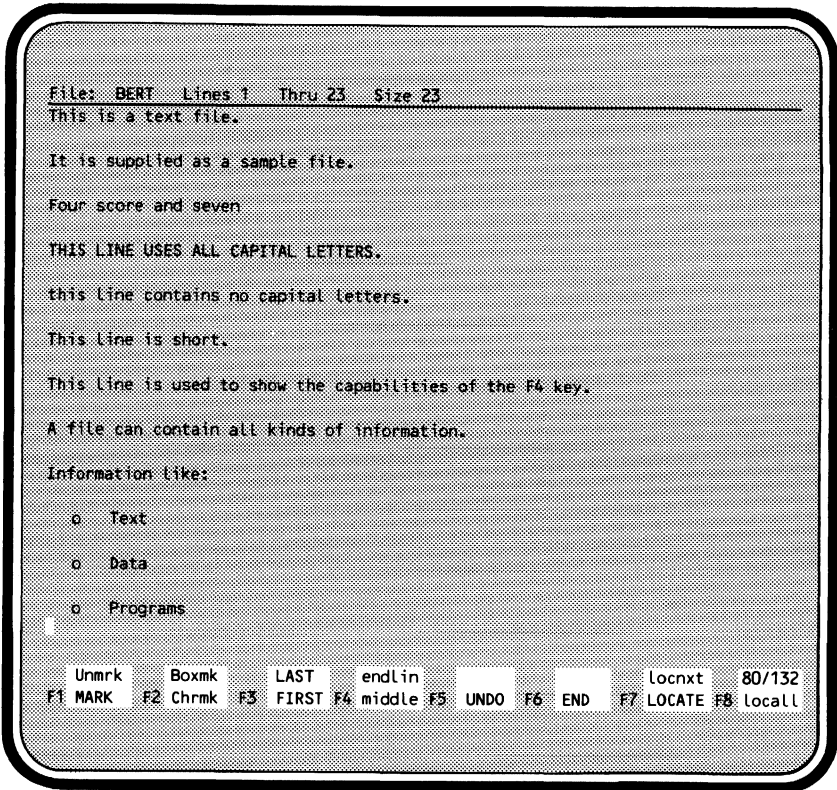 File:  BERT   Lines 1   Thru 23   Size 23
This is a text file.
It is supplied as a sample file.
Four score and seven
THIS LINE USES ALL CAPITAL LETTERS.
this line contains no capital letters.
This line is short.
This line is used to show the capabilities of the F4 key.
A file can contain all kinds of information.
Information like:
o   Text
o   Data
o   Programs
Unmrk   Boxmk   LAST   endlin   locnxt   80/132
F1 MARK   F2 Chrmk   F3 FIRST   F4 middle   F5 UNDO   F6 END   F7 LOCATE   F8 locall